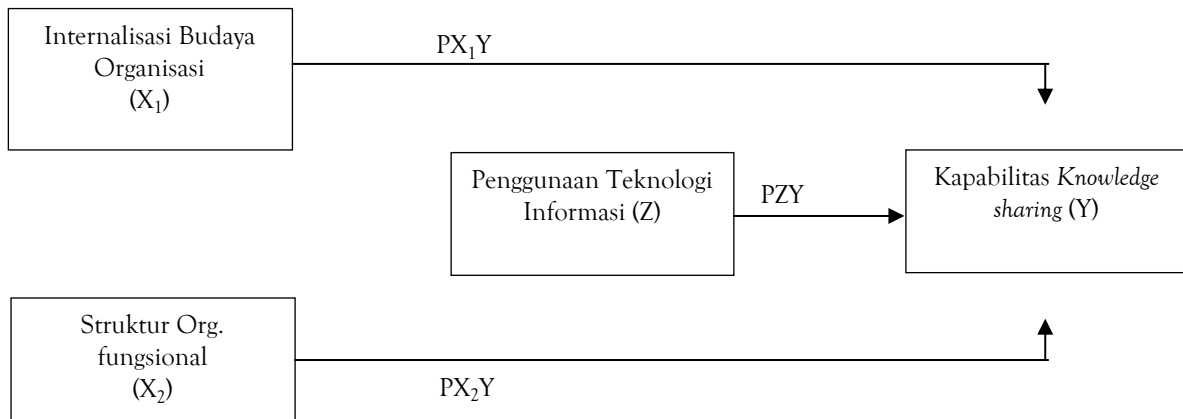 Internalisasi Budaya
Organisasi
(X₁)
PX₁Y
Penggunaan Teknologi
Informasi (Z)
PZY
Kapabilitas Knowledge
sharing (Y)
Struktur Org.
fungsional
(X₂)
PX₂Y